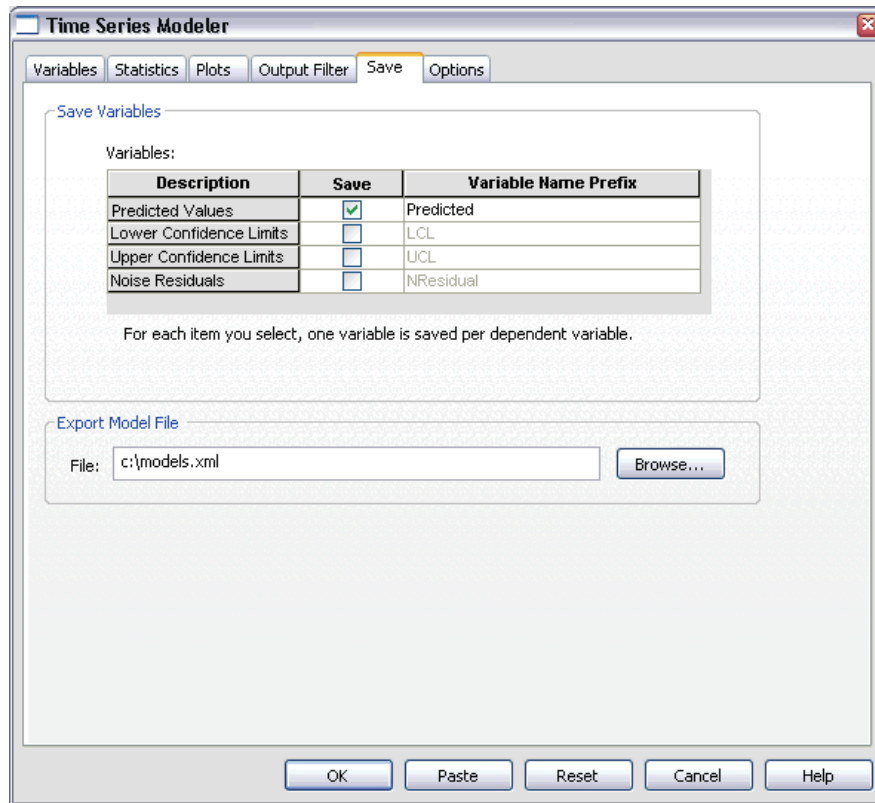 Time Series Modeler
Variables Statistics Plots Output Filter Save Options
Save Variables
Variables:
Description Save Variable Name Prefix
Predicted Values Predicted
Lower Confidence Limits LCL
Upper Confidence Limits UCL
Noise Residuals NResidual
For each item you select, one variable is saved per dependent variable.
Export Model File
File: c:\models.xml Browse...
OK Paste Reset Cancel Help